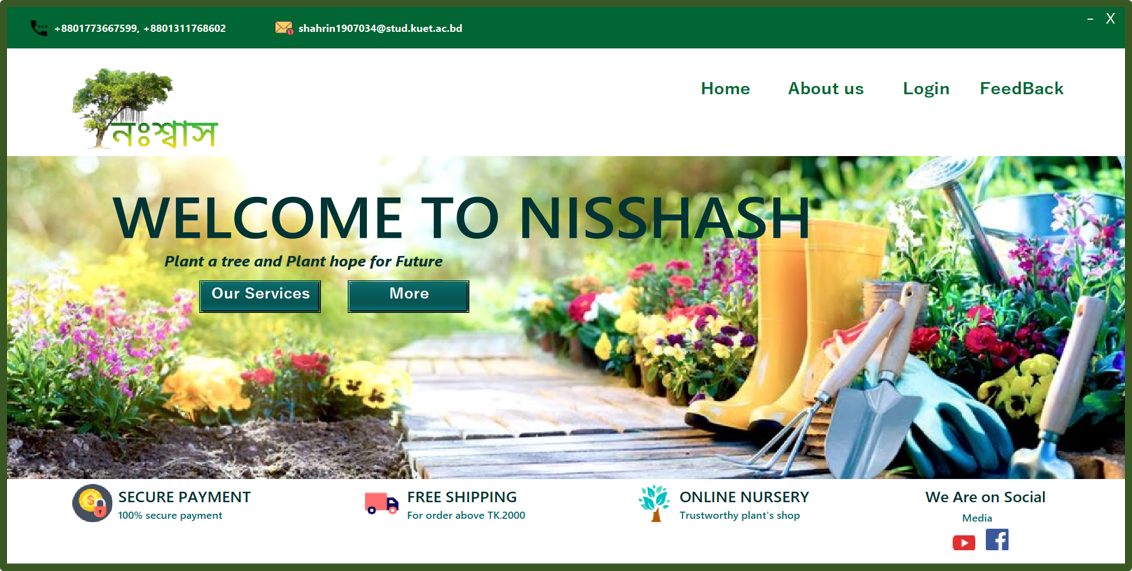 +8801773667599, +8801311768602
shahrin1907034@stud.kuet.ac.bd
– X
নঃশ্বাস
Home About us Login FeedBack
WELCOME TO NISSHASH
Plant a tree and Plant hope for Future
Our Services More
SECURE PAYMENT
100% secure payment
FREE SHIPPING
For order above TK.2000
ONLINE NURSERY
Trustworthy plant's shop
We Are on Social
Media